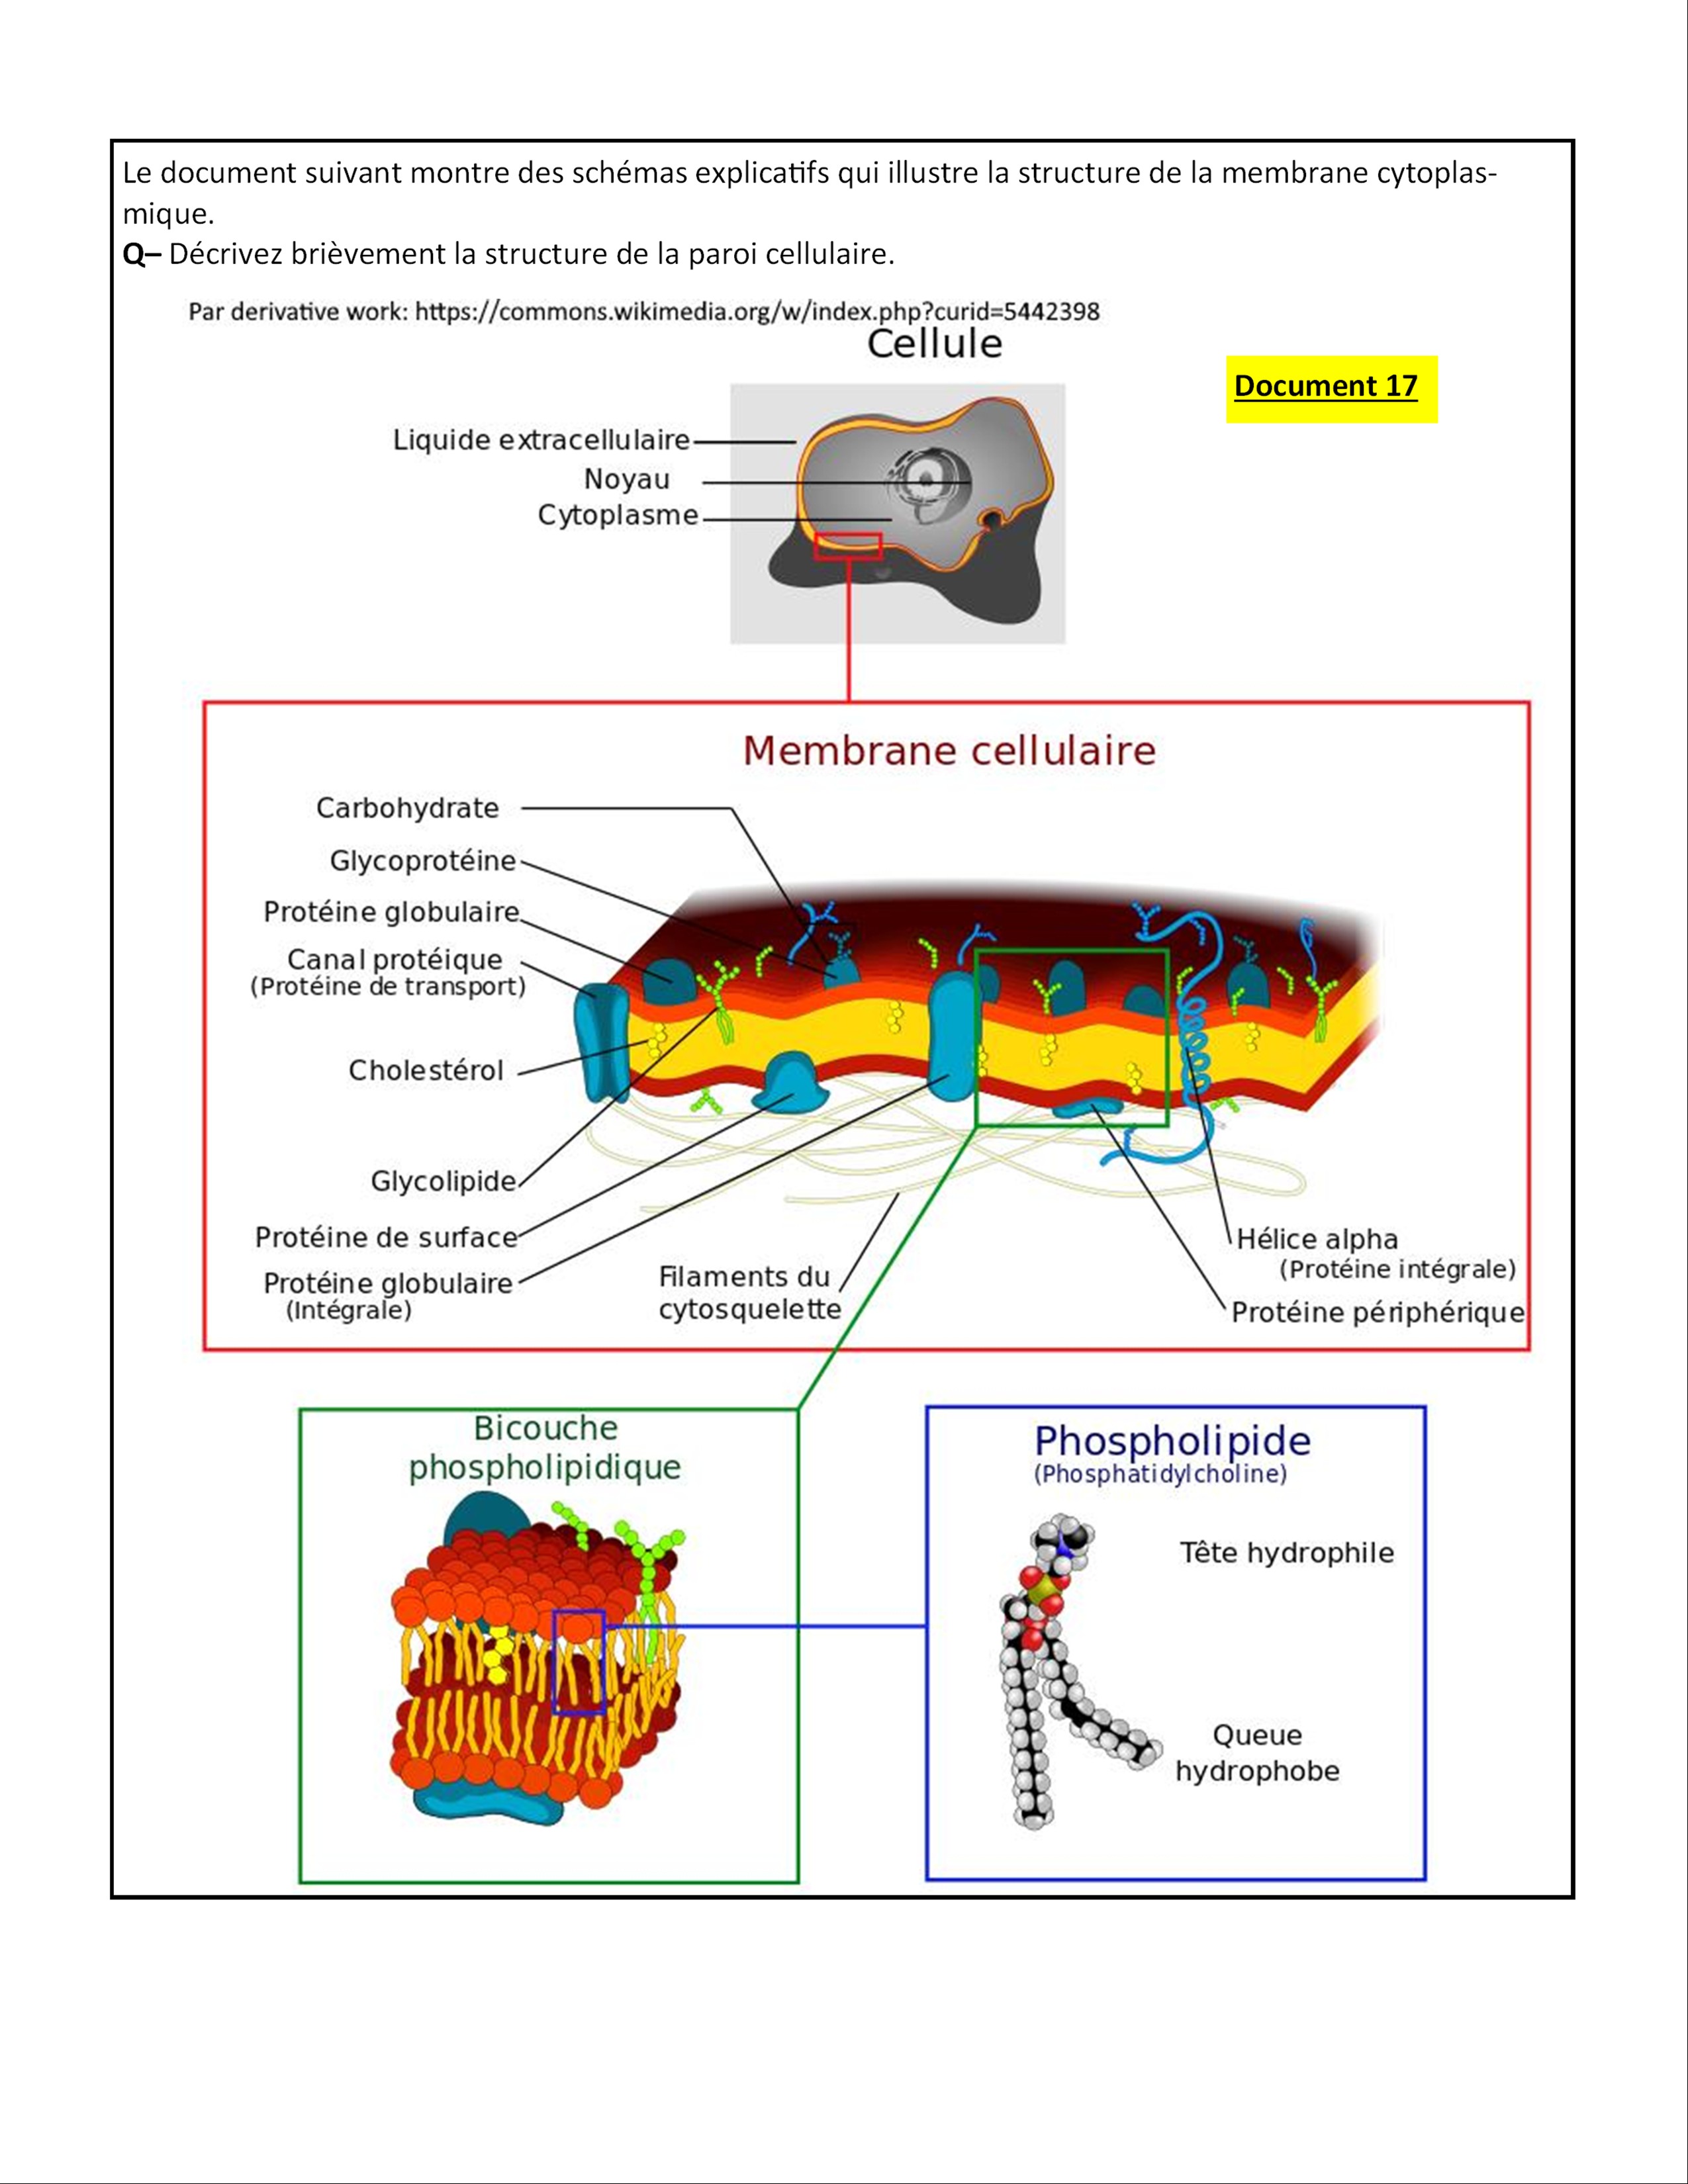 Le document suivant montre des schémas explicatifs qui illustre la structure de la membrane cytoplas-
mique.
Q– Décrivez brièvement la structure de la paroi cellulaire.
Par derivative work: https://commons.wikimedia.org/w/index.php?curid=5442398
Cellule
Document 17
Liquide extracellulaire
Noyau
Cytoplasme
Membrane cellulaire
Carbohydrate
Glycoprotéine
Protéine globulaire
Canal protéique
(Protéine de transport)
Cholestérol
Glycolipide
Protéine de surface
Protéine globulaire
(Intégrale)
Filaments du
cytosquelette
Hélice alpha
(Protéine intégrale)
Protéine périphérique
Bicouche
phospholipidique
Phospholipide
(Phosphatidylcholine)
Tête hydrophile
Queue
hydrophobe